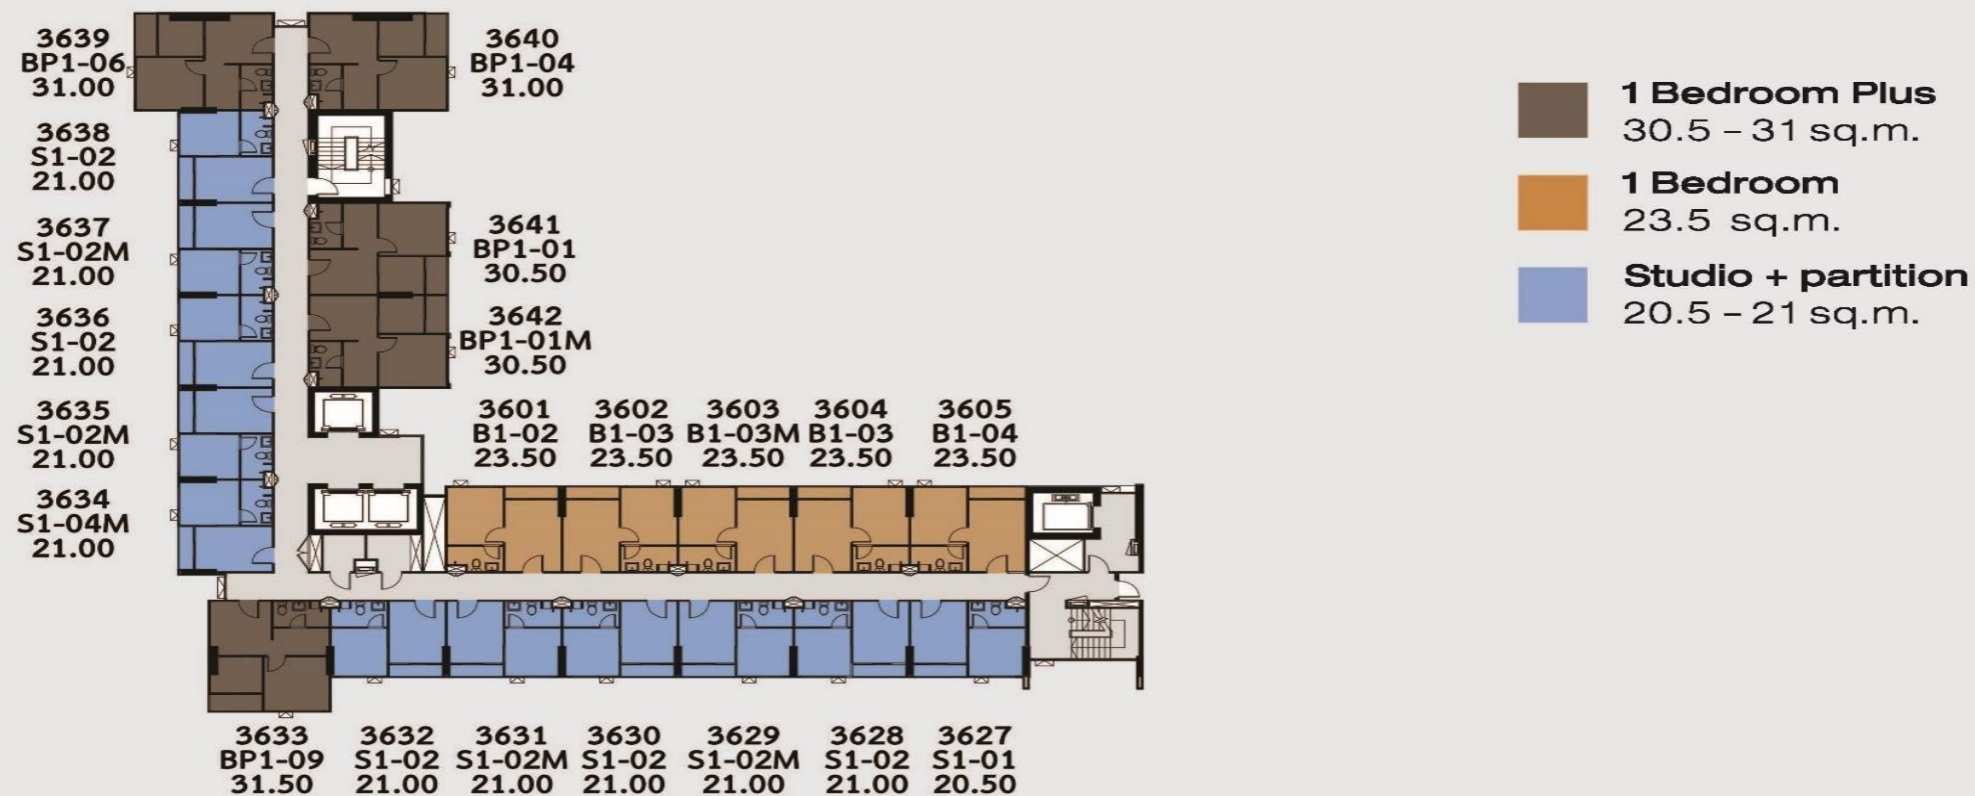 3639
BP1-06
31.00
3640
BP1-04
31.00
3638
S1-02
21.00
3637
S1-02M
21.00
3641
BP1-01
30.50
3636
S1-02
21.00
3642
BP1-01M
30.50
3635
S1-02M
21.00
3634
S1-04M
21.00
3601
B1-02
23.50
3602
B1-03
23.50
3603
B1-03M
23.50
3604
B1-03
23.50
3605
B1-04
23.50
3633
BP1-09
31.50
3632
S1-02
21.00
3631
S1-02M
21.00
3630
S1-02
21.00
3629
S1-02M
21.00
3628
S1-02
21.00
3627
S1-01
20.50
1 Bedroom Plus
30.5 – 31 sq.m.
1 Bedroom
23.5 sq.m.
Studio + partition
20.5 – 21 sq.m.